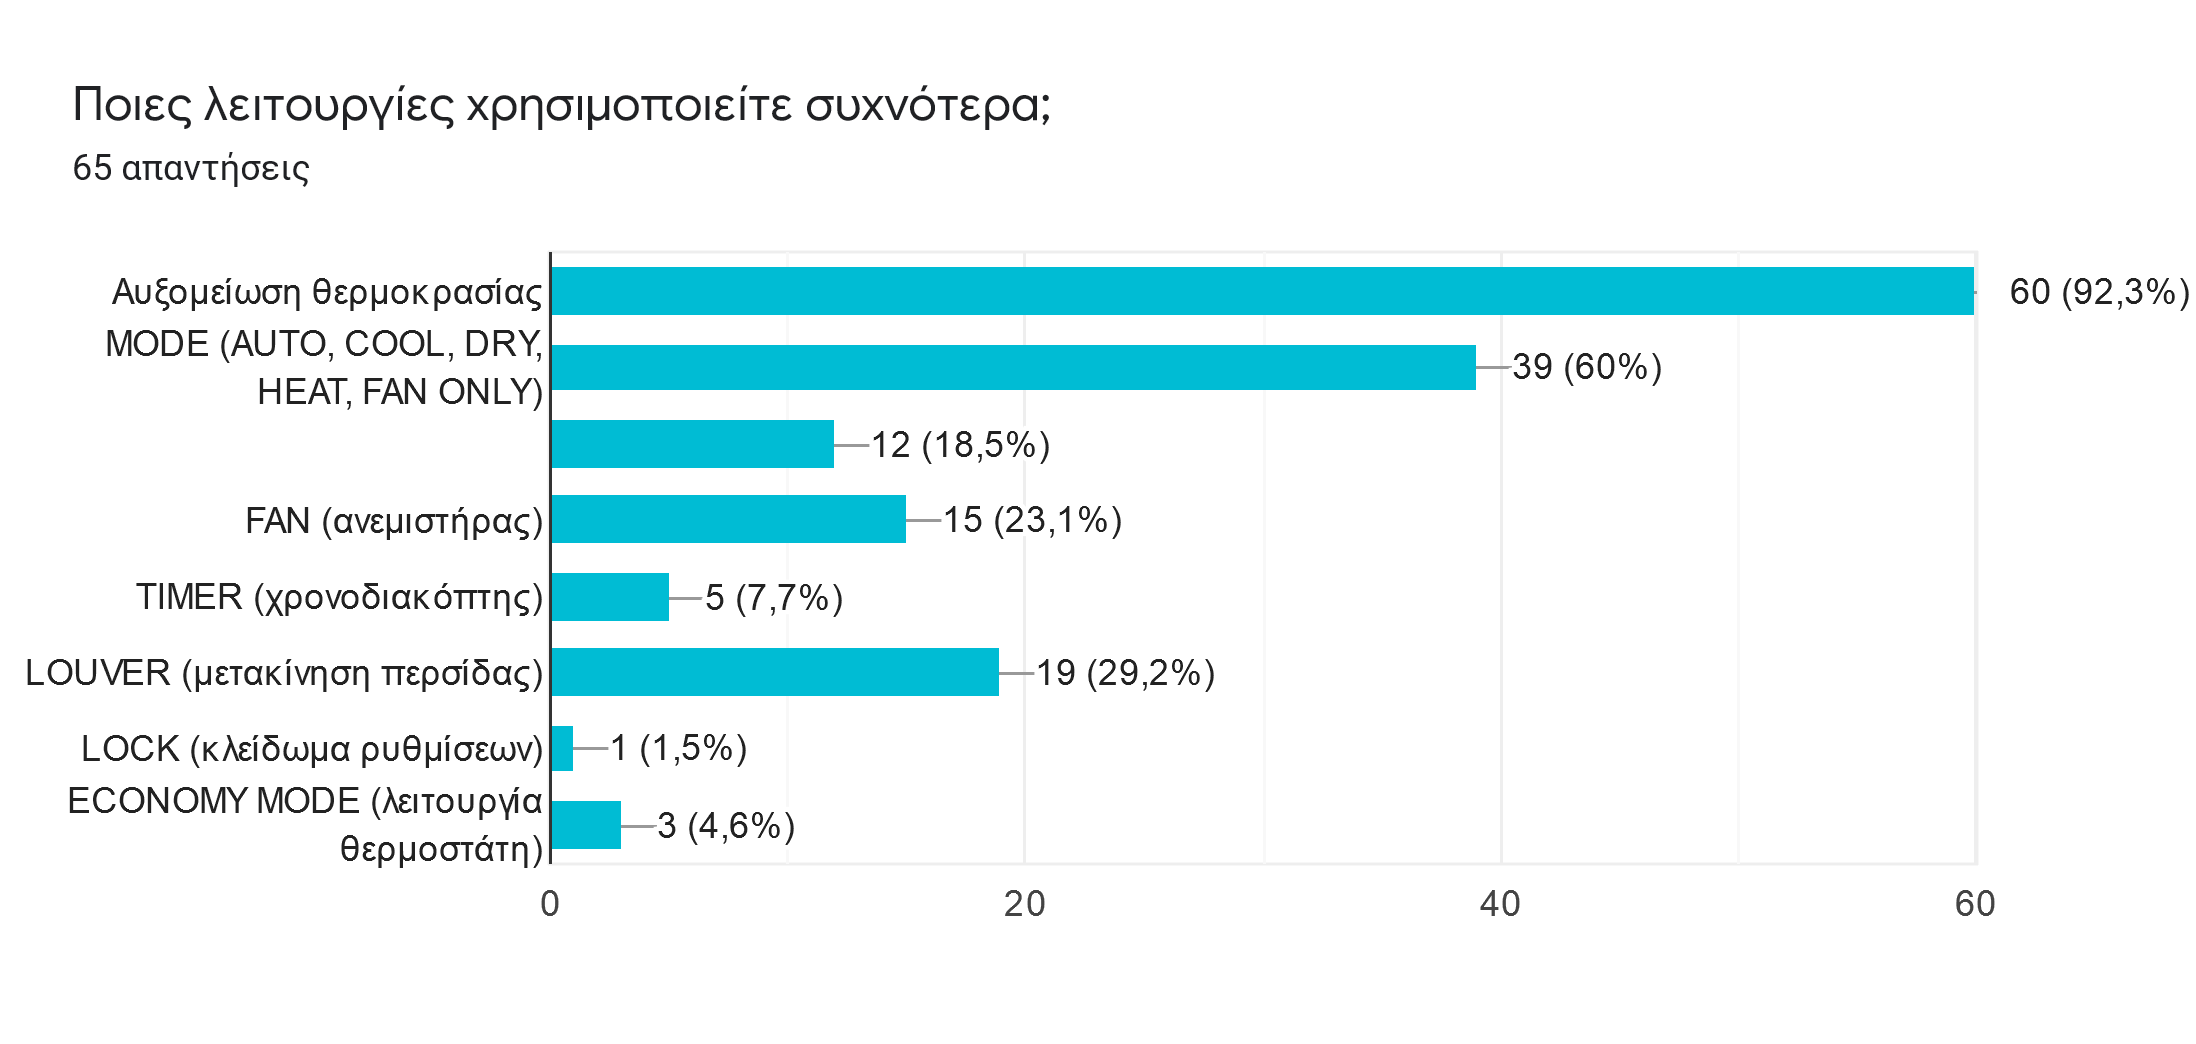 Ποιες λειτουργίες χρησιμοποιείτε συχνότερα;
65 απαντήσεις
Αυξομείωση θερμοκρασίας
60 (92,3%)
MODE (AUTO, COOL, DRY,
HEAT, FAN ONLY)
39 (60%)
12 (18,5%)
FAN (ανεμιστήρας)
15 (23,1%)
TIMER (χρονοδιακόπτης)
5 (7,7%)
LOUVER (μετακίνηση περσίδας)
19 (29,2%)
LOCK (κλείδωμα ρυθμίσεων)
1 (1,5%)
ECONOMY MODE (λειτουργία
θερμοστάτη)
3 (4,6%)
0
20
40
60